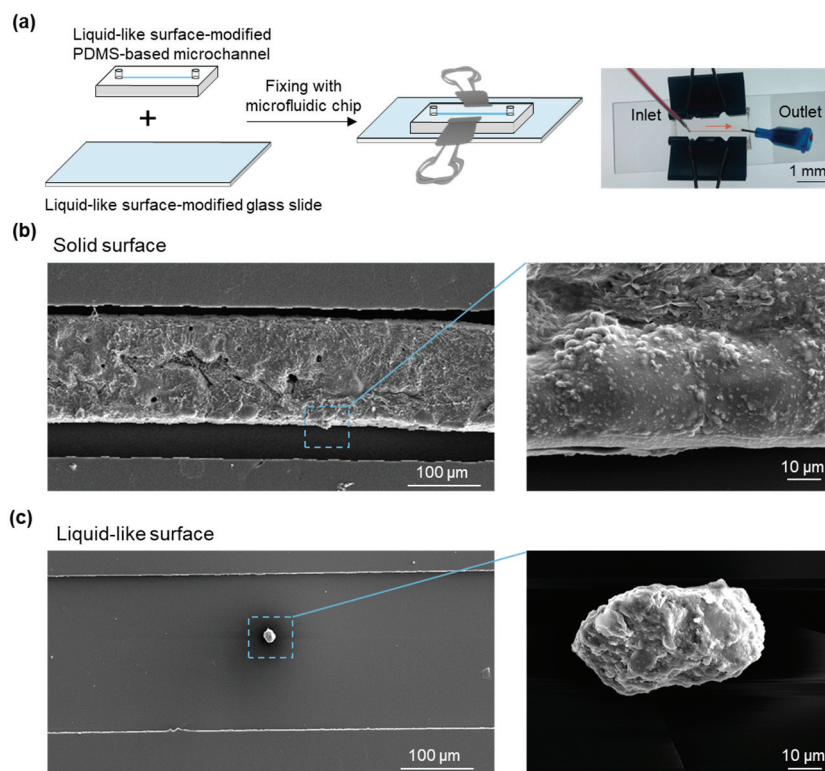 (a)
Liquid-like surface-modified
PDMS-based microchannel
+
Liquid-like surface-modified glass slide
Fixing with
microfluidic chip
Inlet
Outlet
1 mm
(b)
Solid surface
100 μm
10 μm
(c)
Liquid-like surface
100 μm
10 μm